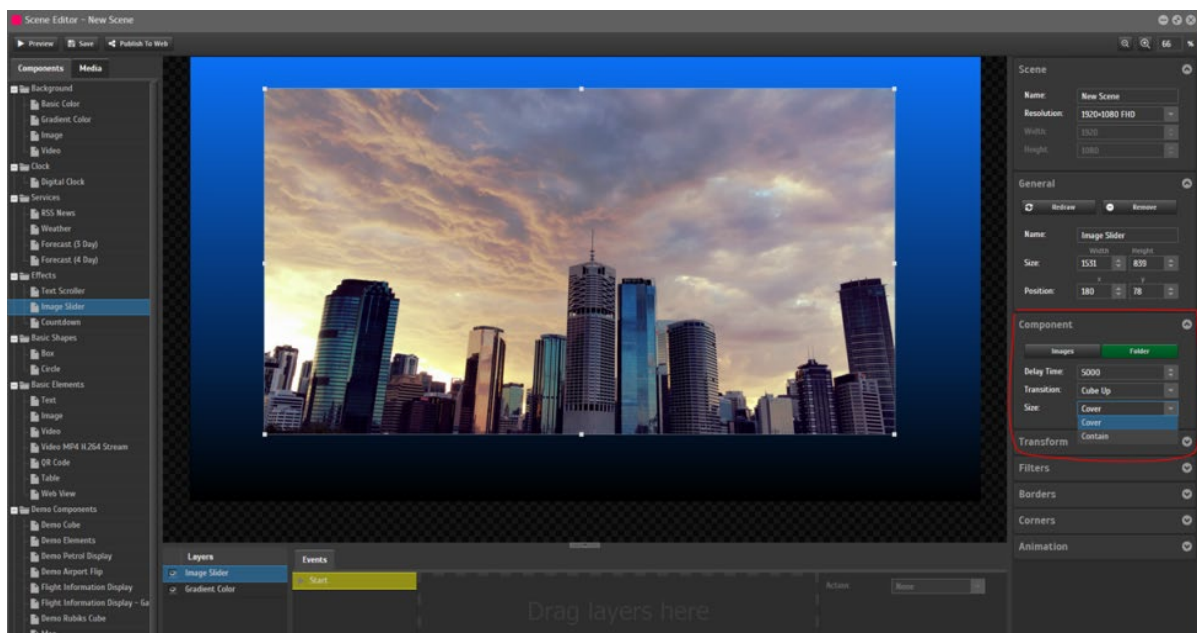 Scene Editor - New Scene
Preview Save Publish To Web
66 %
Components Media
Background
Basic Color
Gradient Color
Image
Video
Clock
Digital Clock
Services
RSS News
Weather
Forecast (3 Day)
Forecast (4 Day)
Effects
Text Scroller
Image Slider
Countdown
Basic Shapes
Box
Circle
Basic Elements
Text
Image
Video
Video MP4 H.264 Stream
QR Code
Table
Web View
Demo Components
Demo Cube
Demo Elements
Demo Petrol Display
Demo Airport Flip
Flight Information Display
Flight Information Display - Ga
Demo Rubiks Cube
Layers
Image Slider
Gradient Color
Events
Start
Drag layers here
Action: None
Scene
Name: New Scene
Resolution: 1920×1080 FHD
Width: 1920
Height: 1080
General
Redraw Remove
Name: Image Slider
Width Height
Size: 1531 839
x y
Position: 180 78
Component
Images Folder
Delay Time: 5000
Transition: Cube Up
Size: Cover
Cover
Contain
Transform
Filters
Borders
Corners
Animation